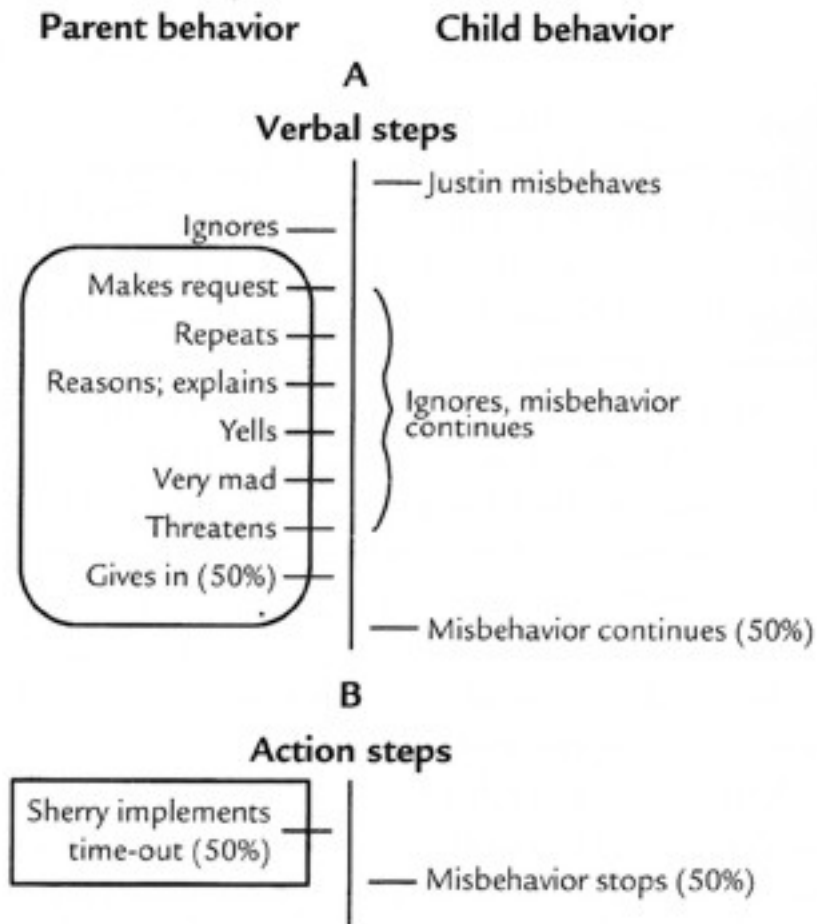 Parent behavior Child behavior
A
Verbal steps
Justin misbehaves
Ignores
Makes request
Repeats
Reasons; explains
Ignores, misbehavior
continues
Yells
Very mad
Threatens
Gives in (50%)
Misbehavior continues (50%)
B
Action steps
Sherry implements
time-out (50%)
Misbehavior stops (50%)